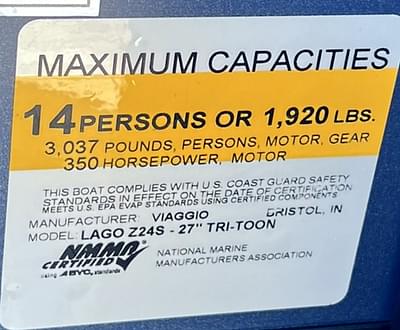 MAXIMUM CAPACITIES
14 PERSONS OR 1,920 LBS.
3,037 POUNDS, PERSONS, MOTOR, GEAR
350 HORSEPOWER, MOTOR
THIS BOAT COMPLIES WITH U.S. COAST GUARD SAFETY
STANDARDS IN EFFECT ON THE DATE OF CERTIFICATION
MEETS U.S. EPA EVAP STANDARDS USING CERTIFIED COMPONENTS
MANUFACTURER: VIAGGIO BRISTOL, IN
MODEL: LAGO Z24S - 27" TRI-TOON
NMMA
CERTIFIED
using ABYC standards
NATIONAL MARINE
MANUFACTURERS ASSOCIATION